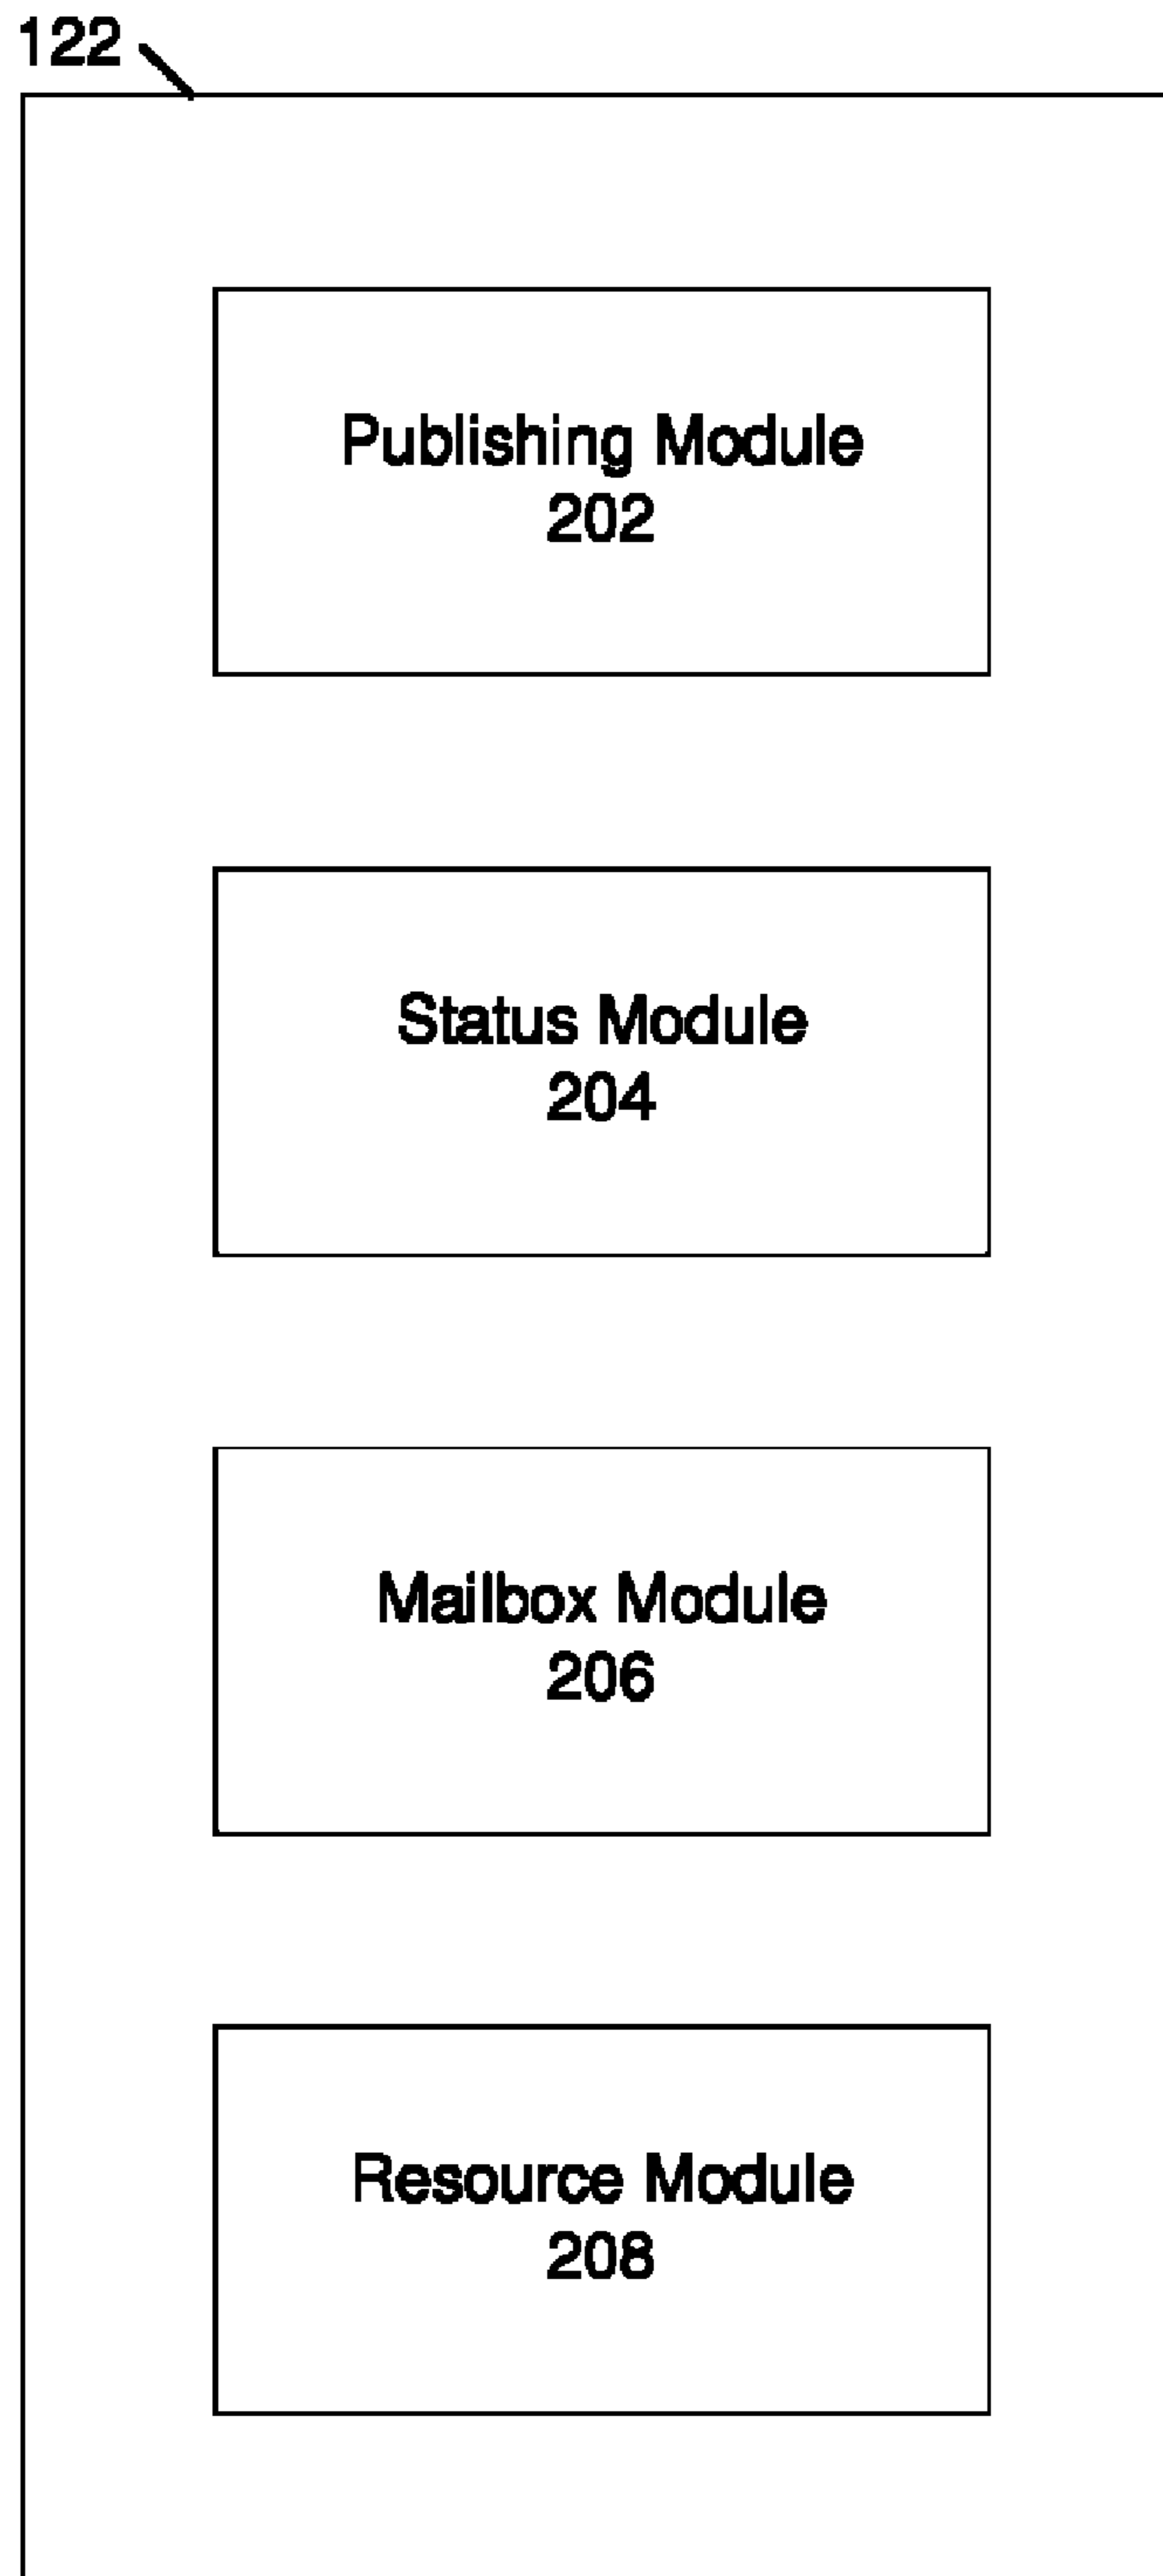 122
Publishing Module
202
Status Module
204
Mailbox Module
206
Resource Module
208